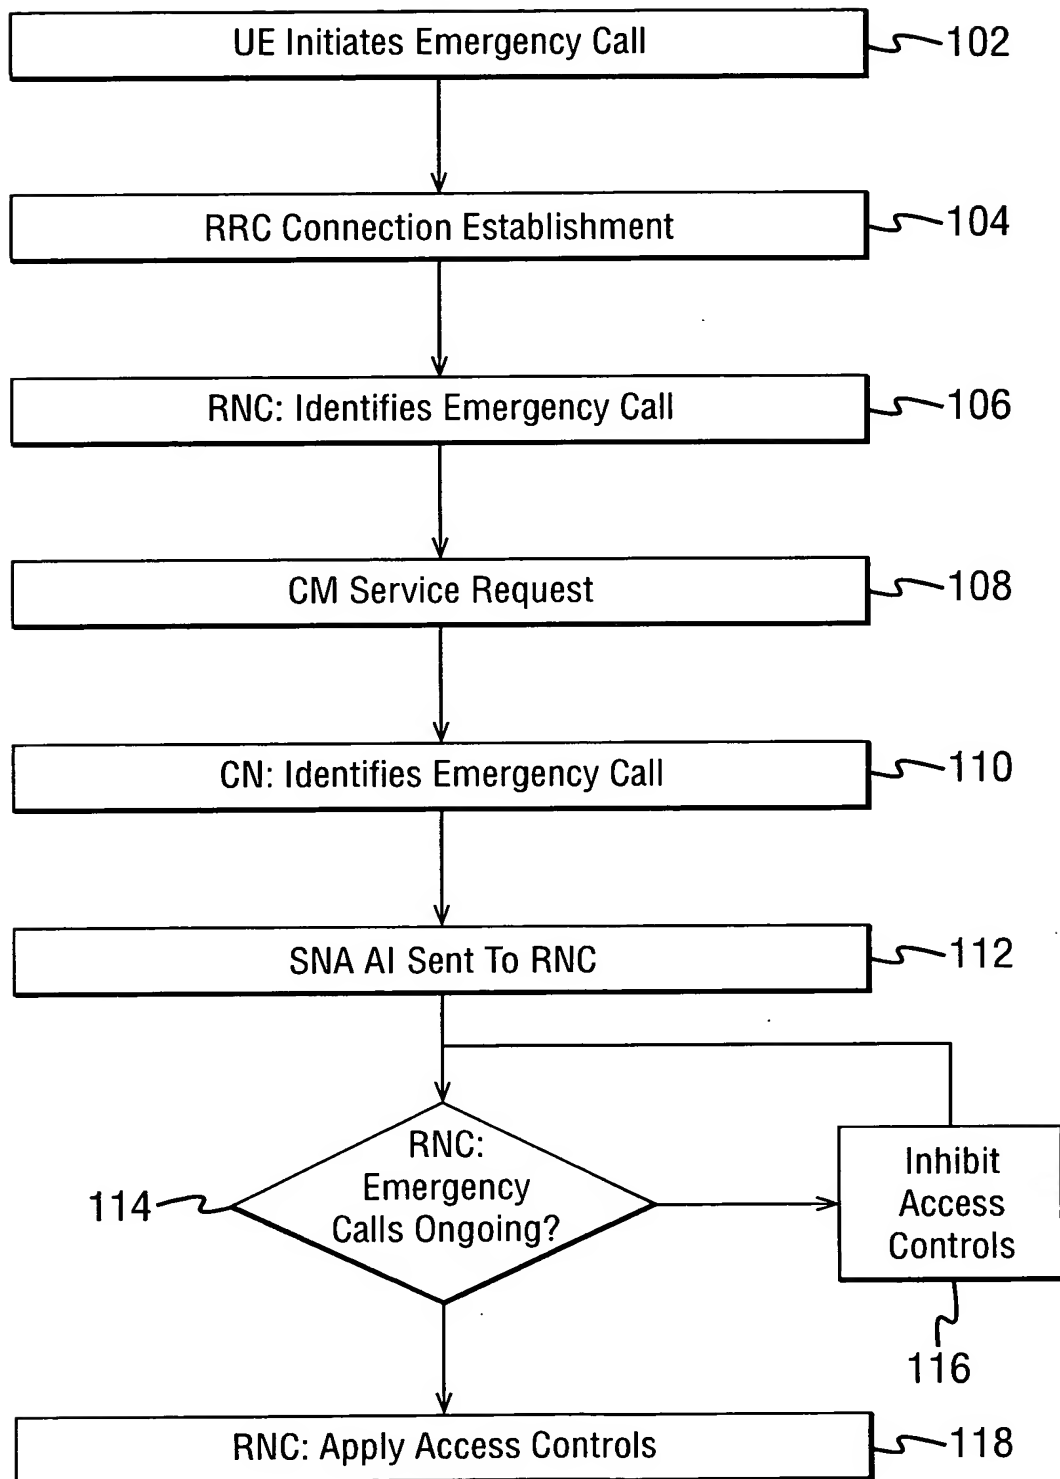 UE Initiates Emergency Call
102
RRC Connection Establishment
104
RNC: Identifies Emergency Call
106
CM Service Request
108
CN: Identifies Emergency Call
110
SNA AI Sent To RNC
112
RNC:
Emergency
Calls Ongoing?
114
Inhibit
Access
Controls
116
RNC: Apply Access Controls
118